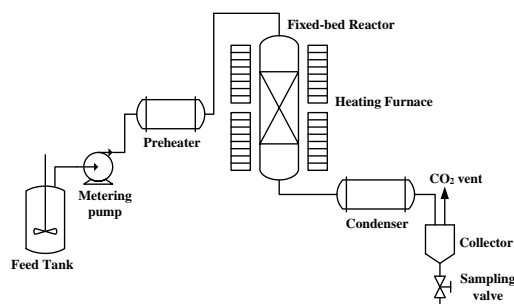 Fixed-bed Reactor
Heating Furnace
Preheater
Metering
pump
Feed Tank
Condenser
CO₂ vent
Collector
Sampling
valve